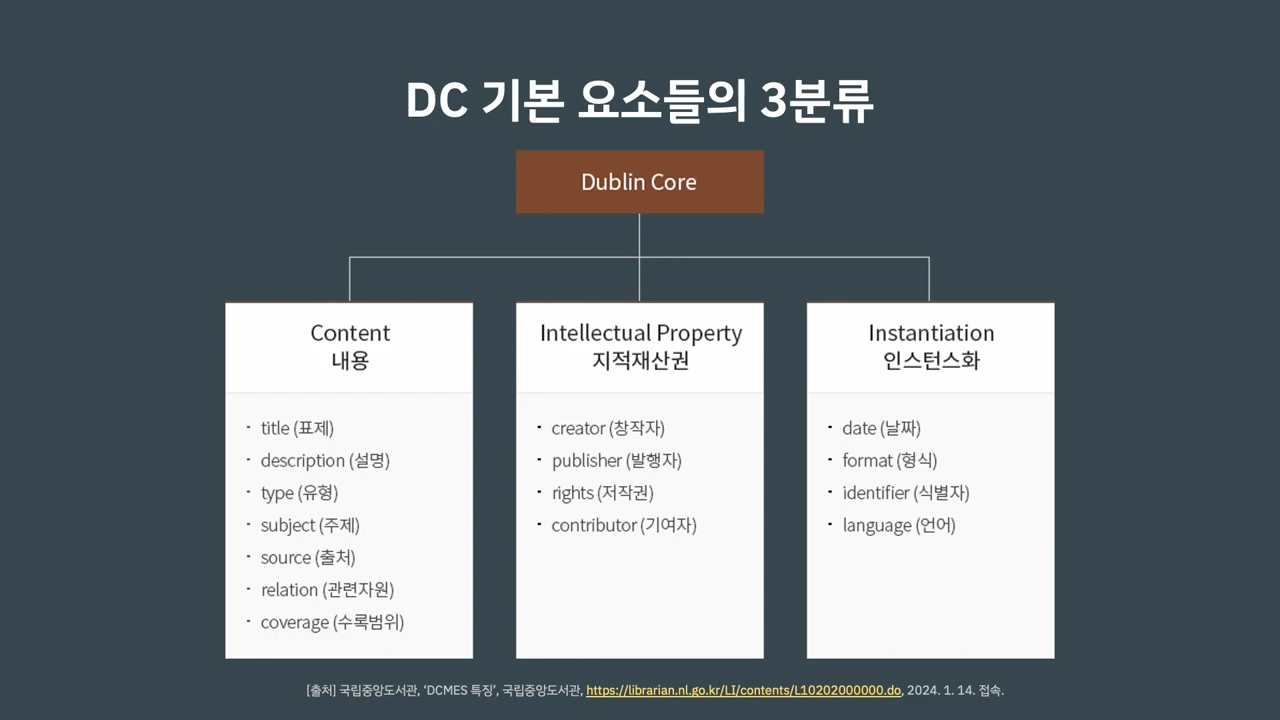 DC 기본 요소들의 3분류
Dublin Core
Content
내용
· title (표제)
· description (설명)
· type (유형)
· subject (주제)
· source (출처)
· relation (관련자원)
· coverage (수록범위)
Intellectual Property
지적재산권
· creator (창작자)
· publisher (발행자)
· rights (저작권)
· contributor (기여자)
Instantiation
인스턴스화
· date (날짜)
· format (형식)
· identifier (식별자)
· language (언어)
[출처] 국립중앙도서관, ‘DCMES 특징’, 국립중앙도서관, https://librarian.nl.go.kr/LI/contents/L10202000000.do, 2024. 1. 14. 접속.